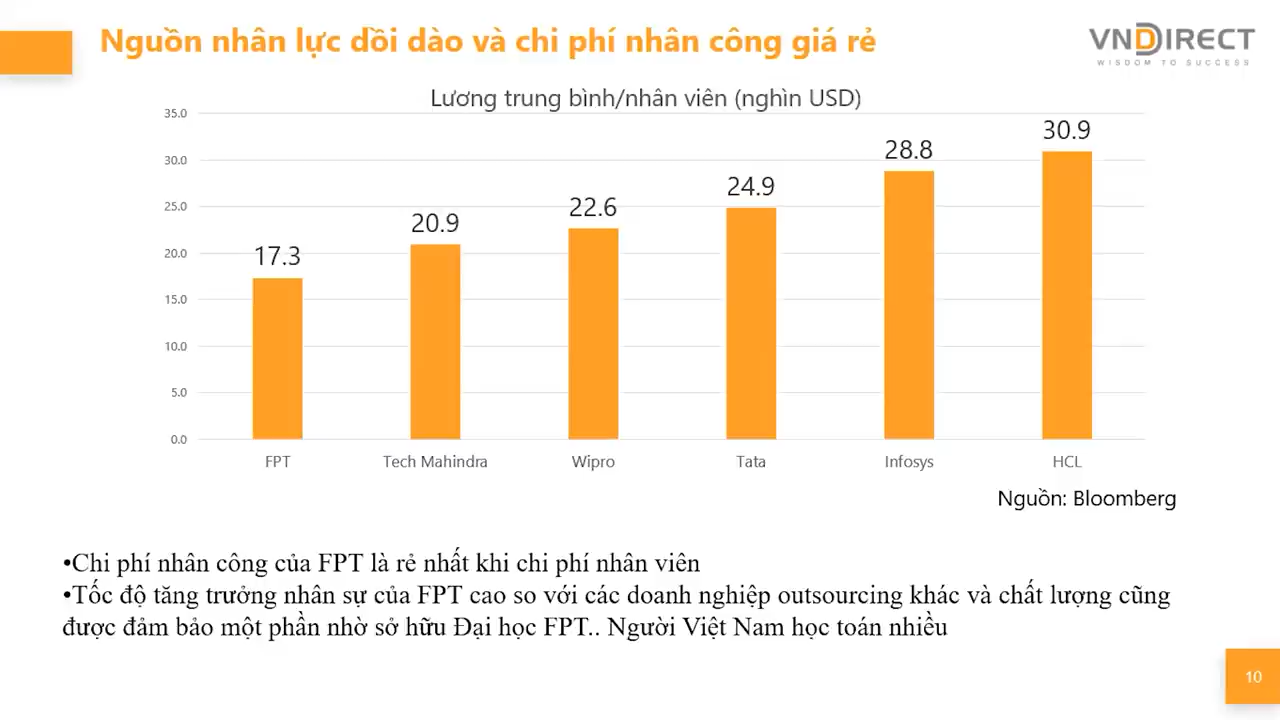 Nguồn nhân lực dồi dào và chi phí nhân công giá rẻ
VNDIRECT
WISDOM TO SUCCESS
Lương trung bình/nhân viên (nghìn USD)
35.0
30.0
25.0
20.0
15.0
10.0
5.0
0.0
17.3
20.9
22.6
24.9
28.8
30.9
FPT
Tech Mahindra
Wipro
Tata
Infosys
HCL
Nguồn: Bloomberg
•Chi phí nhân công của FPT là rẻ nhất khi chi phí nhân viên
•Tốc độ tăng trưởng nhân sự của FPT cao so với các doanh nghiệp outsourcing khác và chất lượng cũng
được đảm bảo một phần nhờ sở hữu Đại học FPT.. Người Việt Nam học toán nhiều
10